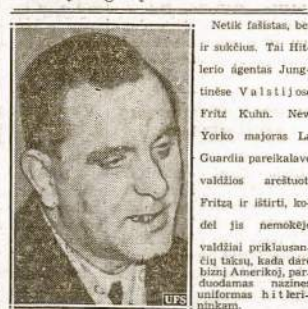 Netik fašistas, be
ir sukčius. Tai Hit-
lerio agentas Jung-
tinėse Valstijose
Fritz Kuhn. New
Yorko majoras La
Guardia pareikalavo
valdžios areštuoti
Fritzą ir ištirti, ko-
dėl jis nemokėjo
valdžiai priklausan-
čių taksų, kada darė
biznį Amerikoj, par-
duodamas nazines
uniformas hitleri-
ninkam.
UFS